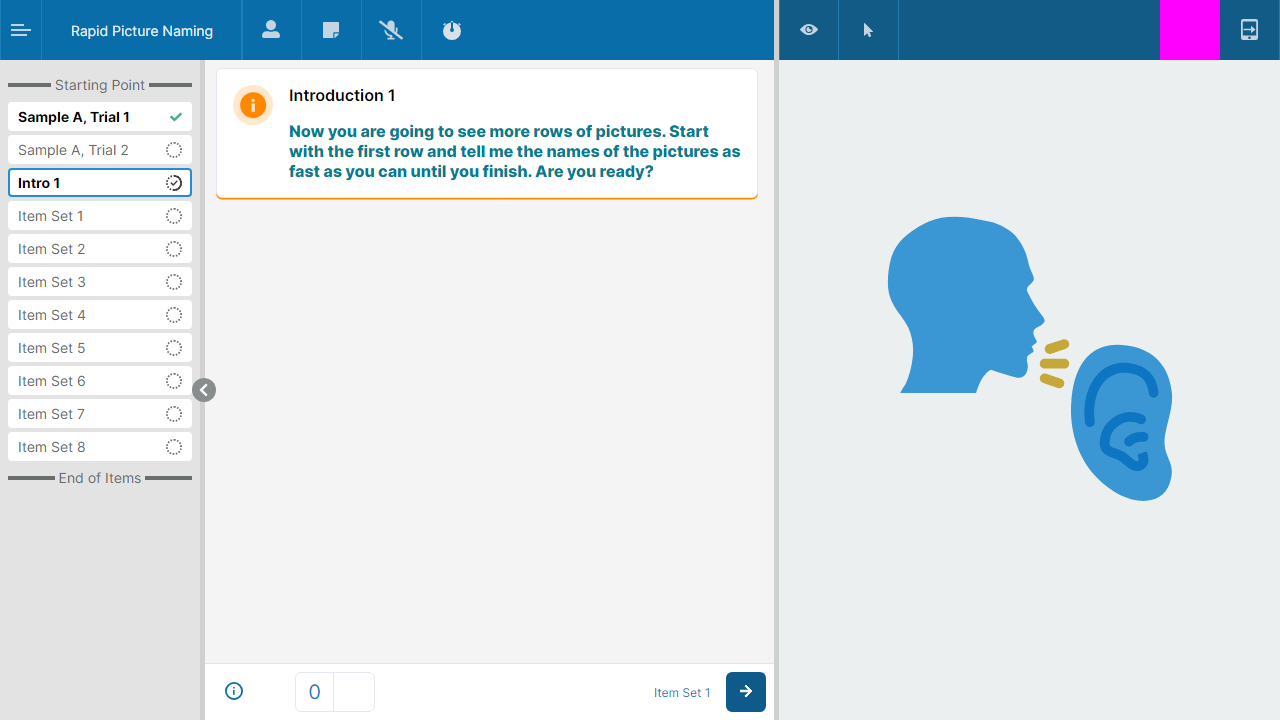 Rapid Picture Naming
Starting Point
Sample A, Trial 1
Sample A, Trial 2
Intro 1
Item Set 1
Item Set 2
Item Set 3
Item Set 4
Item Set 5
Item Set 6
Item Set 7
Item Set 8
End of Items
Introduction 1
Now you are going to see more rows of pictures. Start
with the first row and tell me the names of the pictures as
fast as you can until you finish. Are you ready?
0
Item Set 1